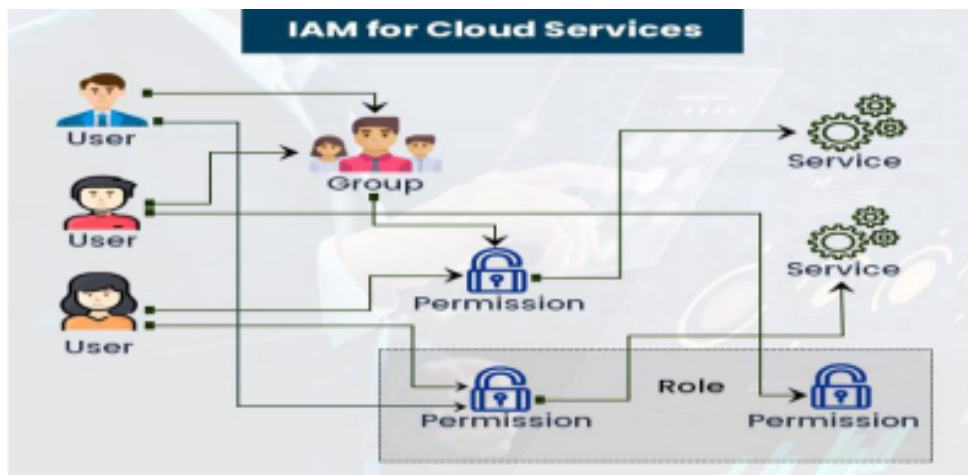 IAM for Cloud Services
User
Group
Service
User
Service
Permission
User
Role
Permission
Permission